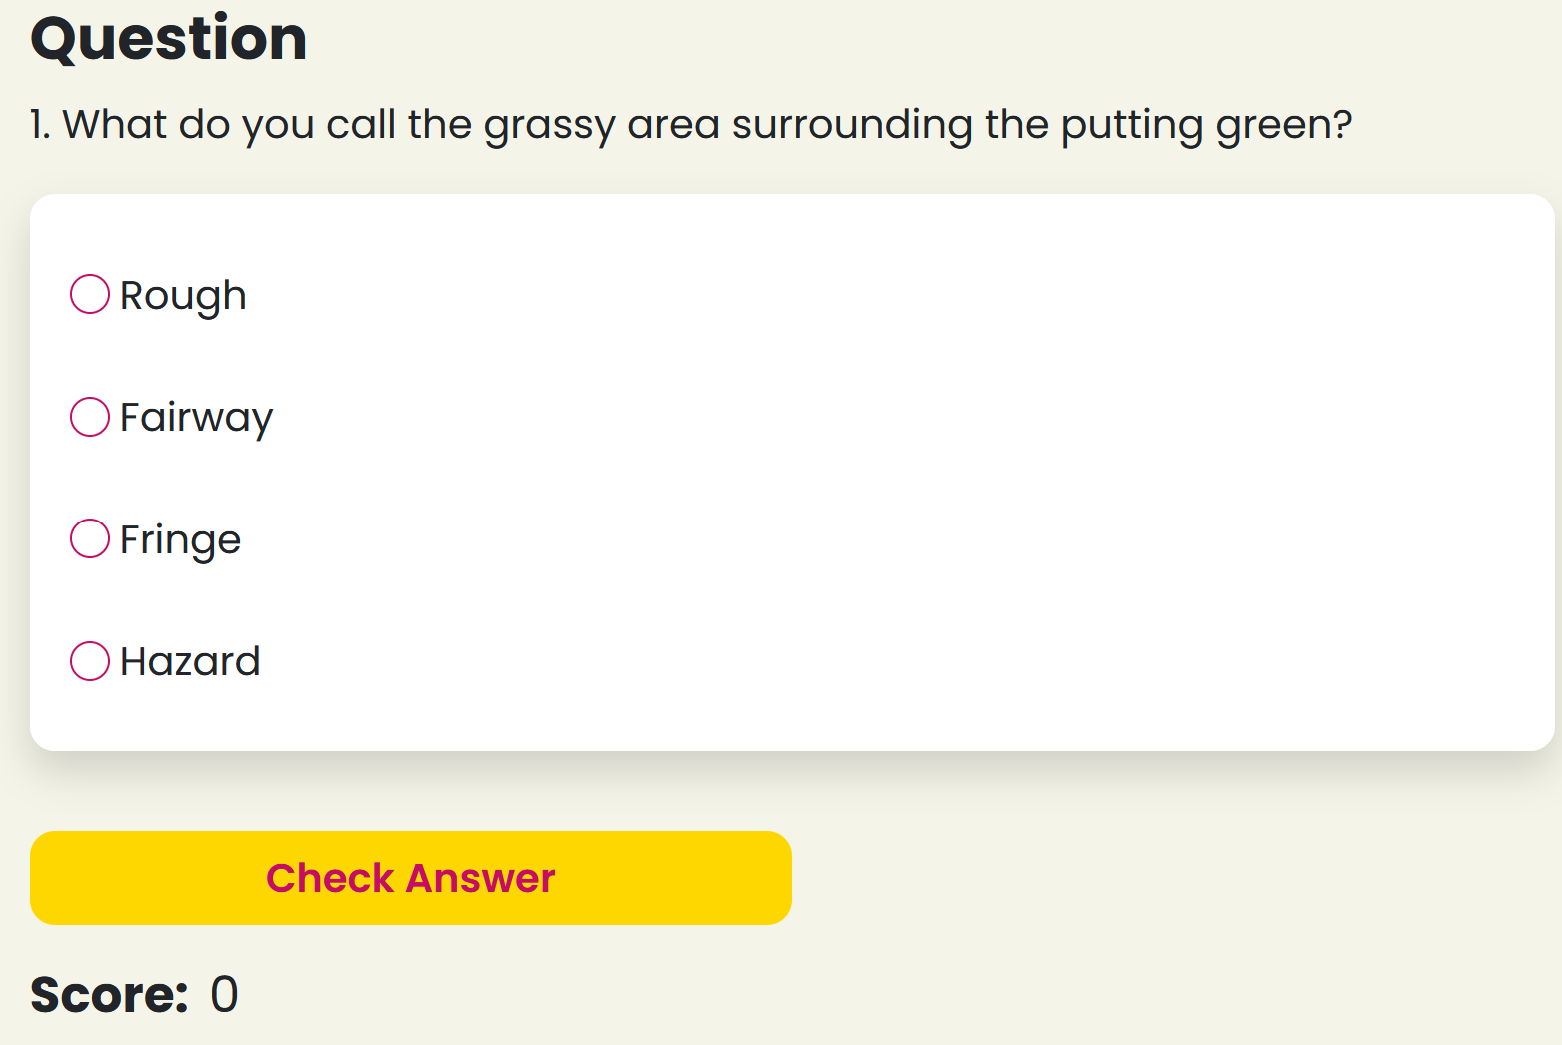 Question
1. What do you call the grassy area surrounding the putting green?
Rough
Fairway
Fringe
Hazard
Check Answer
Score: 0